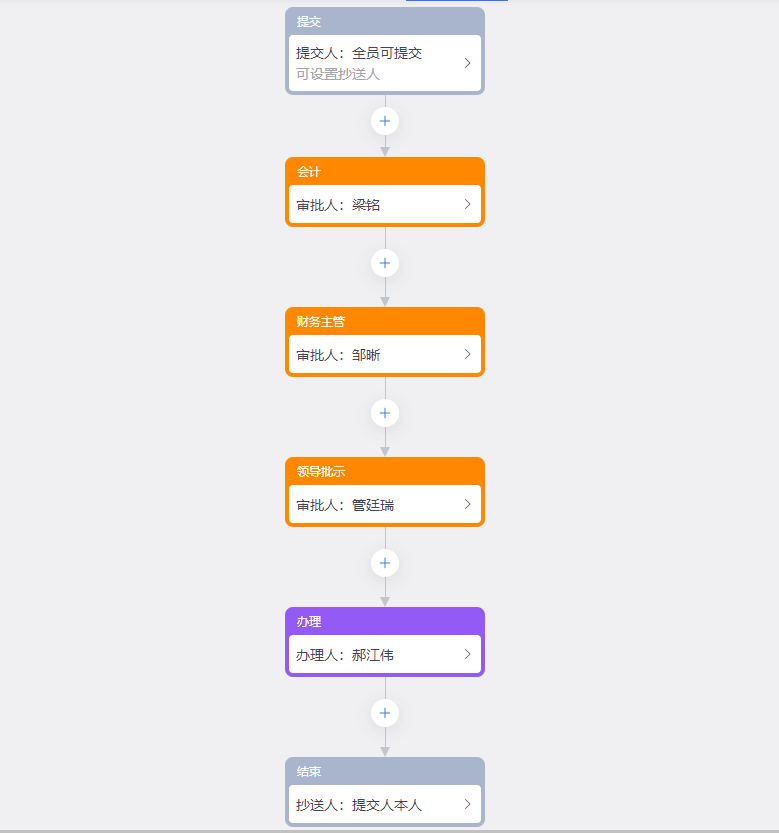 提交
提交人：全员可提交
可设置抄送人
会计
审批人：梁铭
财务主管
审批人：邹晰
领导批示
审批人：管廷瑞
办理
办理人：郝江伟
结束
抄送人：提交人本人